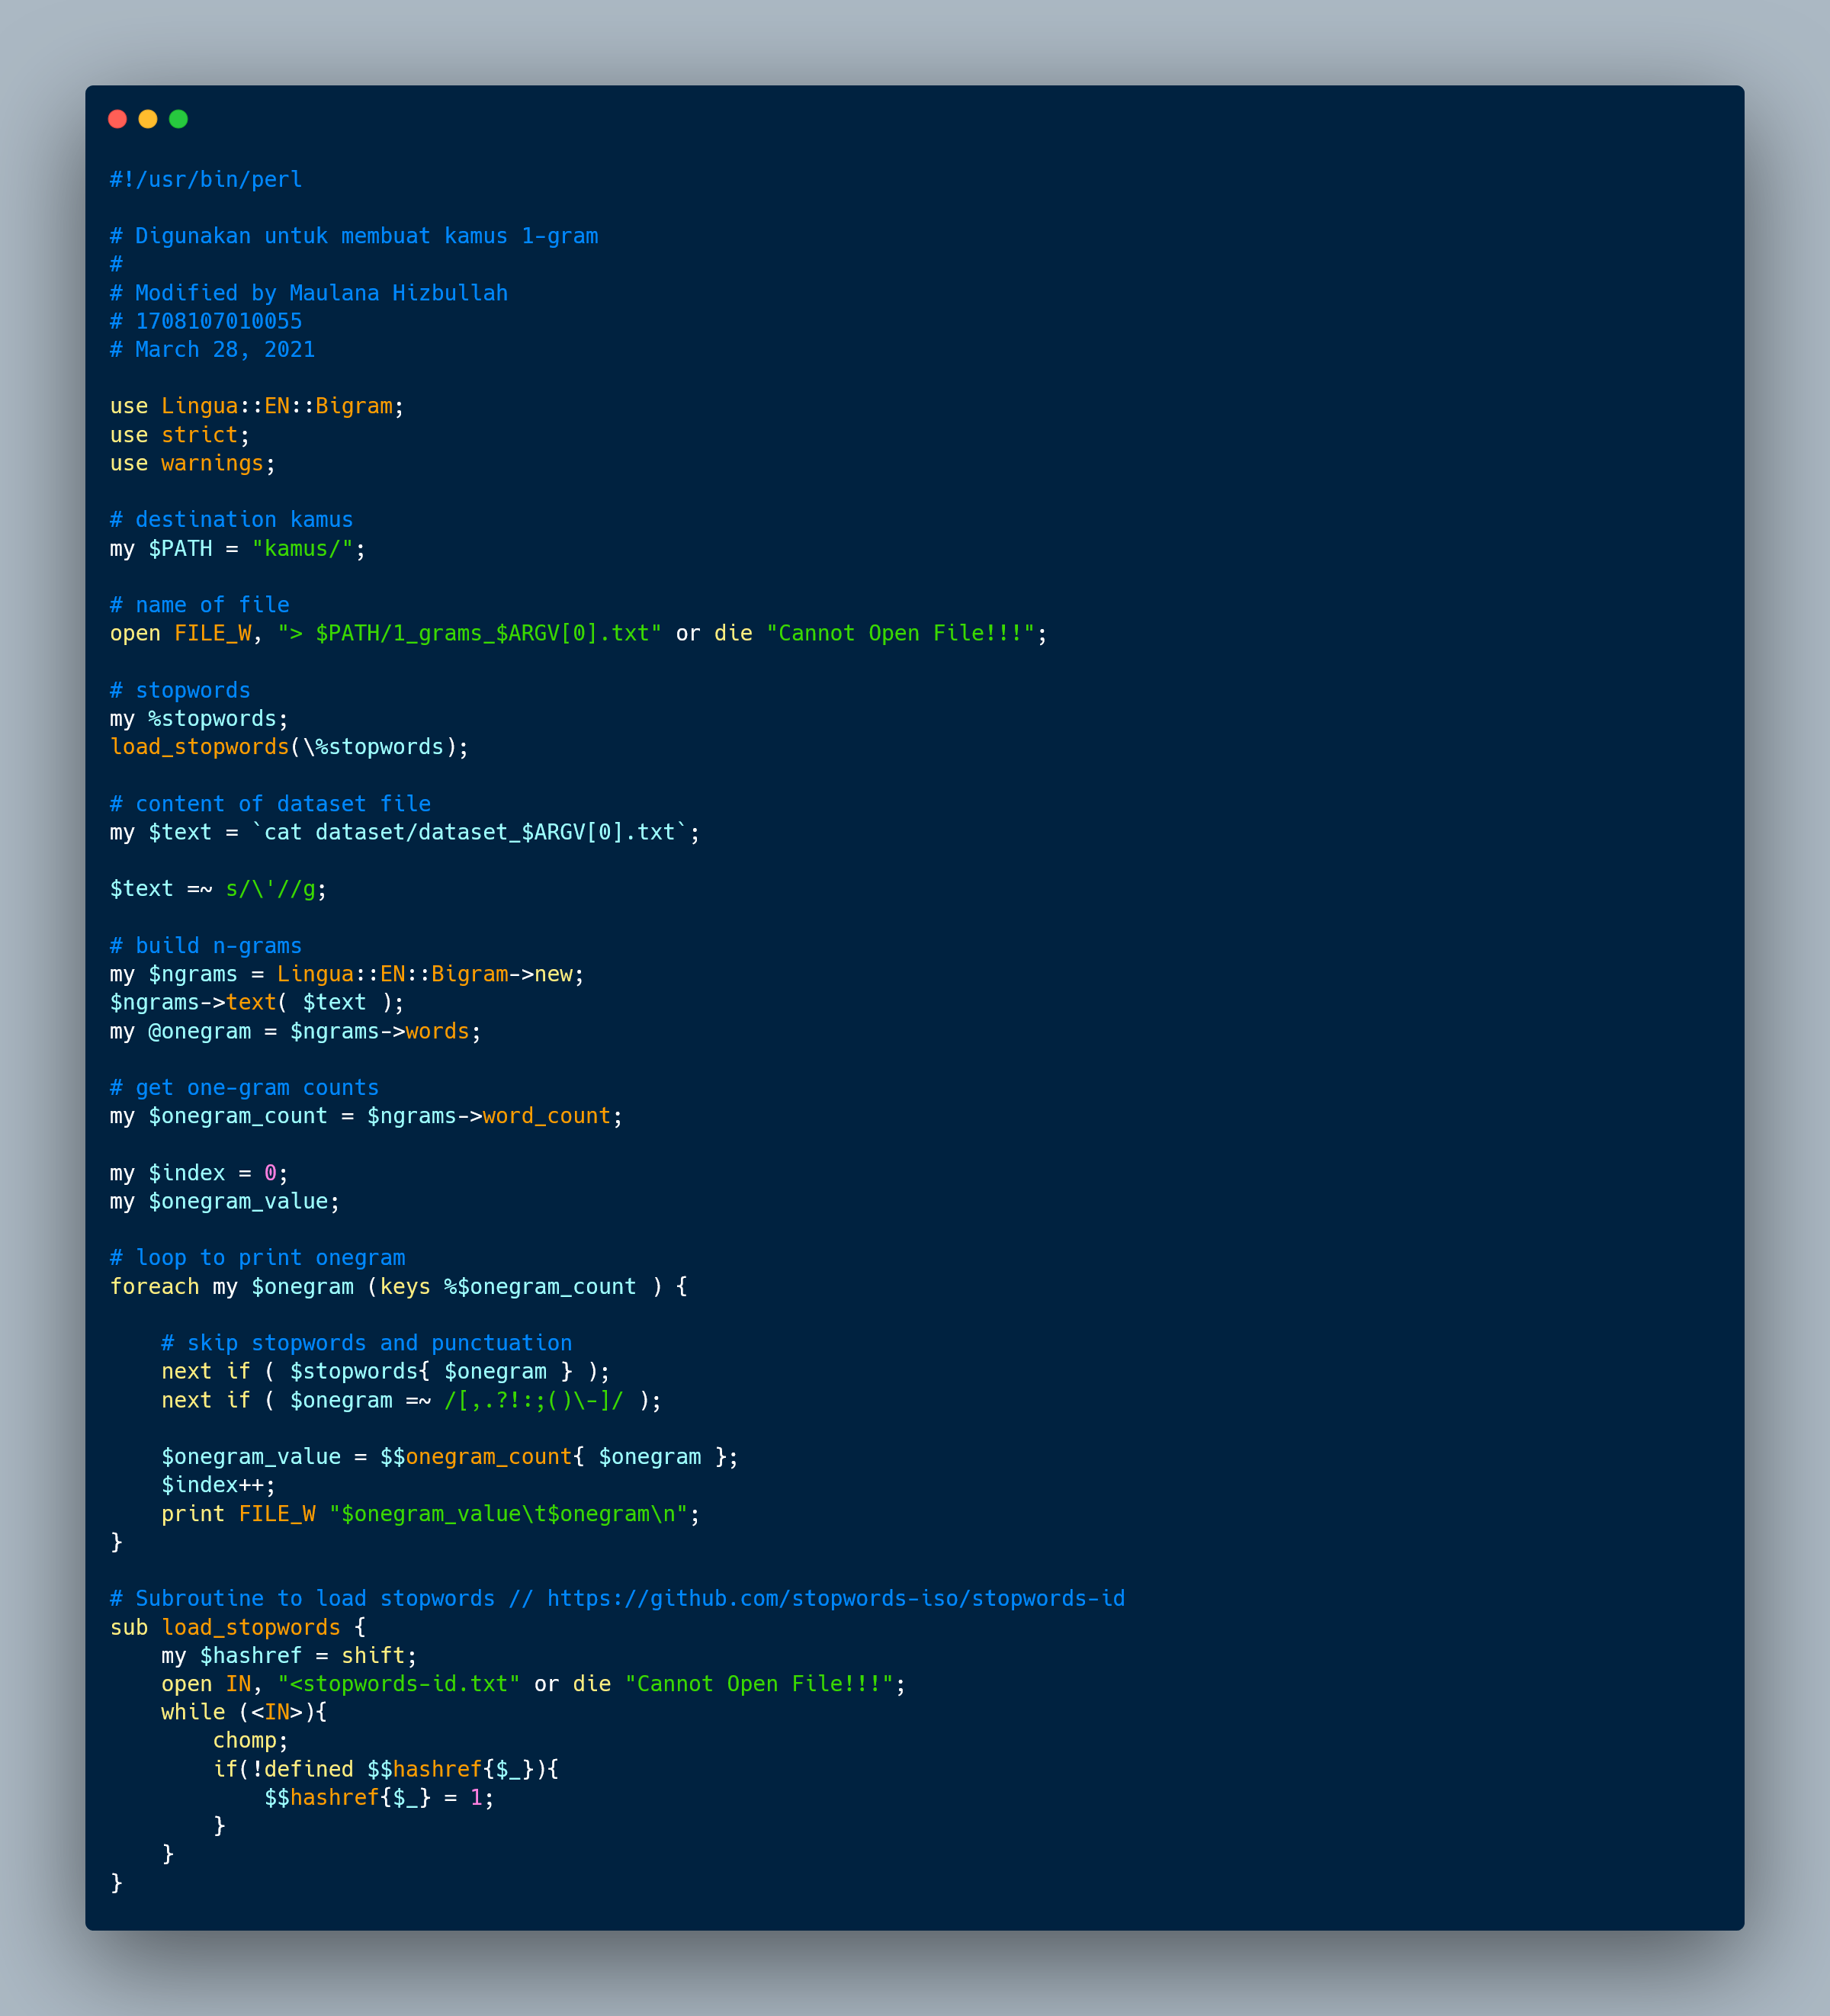 #!/usr/bin/perl
# Digunakan untuk membuat kamus 1-gram
#
# Modified by Maulana Hizbullah
# 1708107010055
# March 28, 2021
use Lingua::EN::Bigram;
use strict;
use warnings;
# destination kamus
my $PATH = "kamus/";
# name of file
open FILE_W, "> $PATH/1_grams_$ARGV[0].txt" or die "Cannot Open File!!!";
# stopwords
my %stopwords;
load_stopwords(\%stopwords);
# content of dataset file
my $text = `cat dataset/dataset_$ARGV[0].txt`;
$text =~ s/\'//g;
# build n-grams
my $ngrams = Lingua::EN::Bigram->new;
$ngrams->text( $text );
my @onegram = $ngrams->words;
# get one-gram counts
my $onegram_count = $ngrams->word_count;
my $index = 0;
my $onegram_value;
# loop to print onegram
foreach my $onegram (keys %$onegram_count ) {
    # skip stopwords and punctuation
    next if ( $stopwords{ $onegram } );
    next if ( $onegram =~ /[,.?!:;()\-]/ );
    $onegram_value = $$onegram_count{ $onegram };
    $index++;
    print FILE_W "$onegram_value\t$onegram\n";
}
# Subroutine to load stopwords // https://github.com/stopwords-iso/stopwords-id
sub load_stopwords {
    my $hashref = shift;
    open IN, "<stopwords-id.txt" or die "Cannot Open File!!!";
    while (<IN>){
        chomp;
        if(!defined $$hashref{$_}){
            $$hashref{$_} = 1;
        }
    }
}